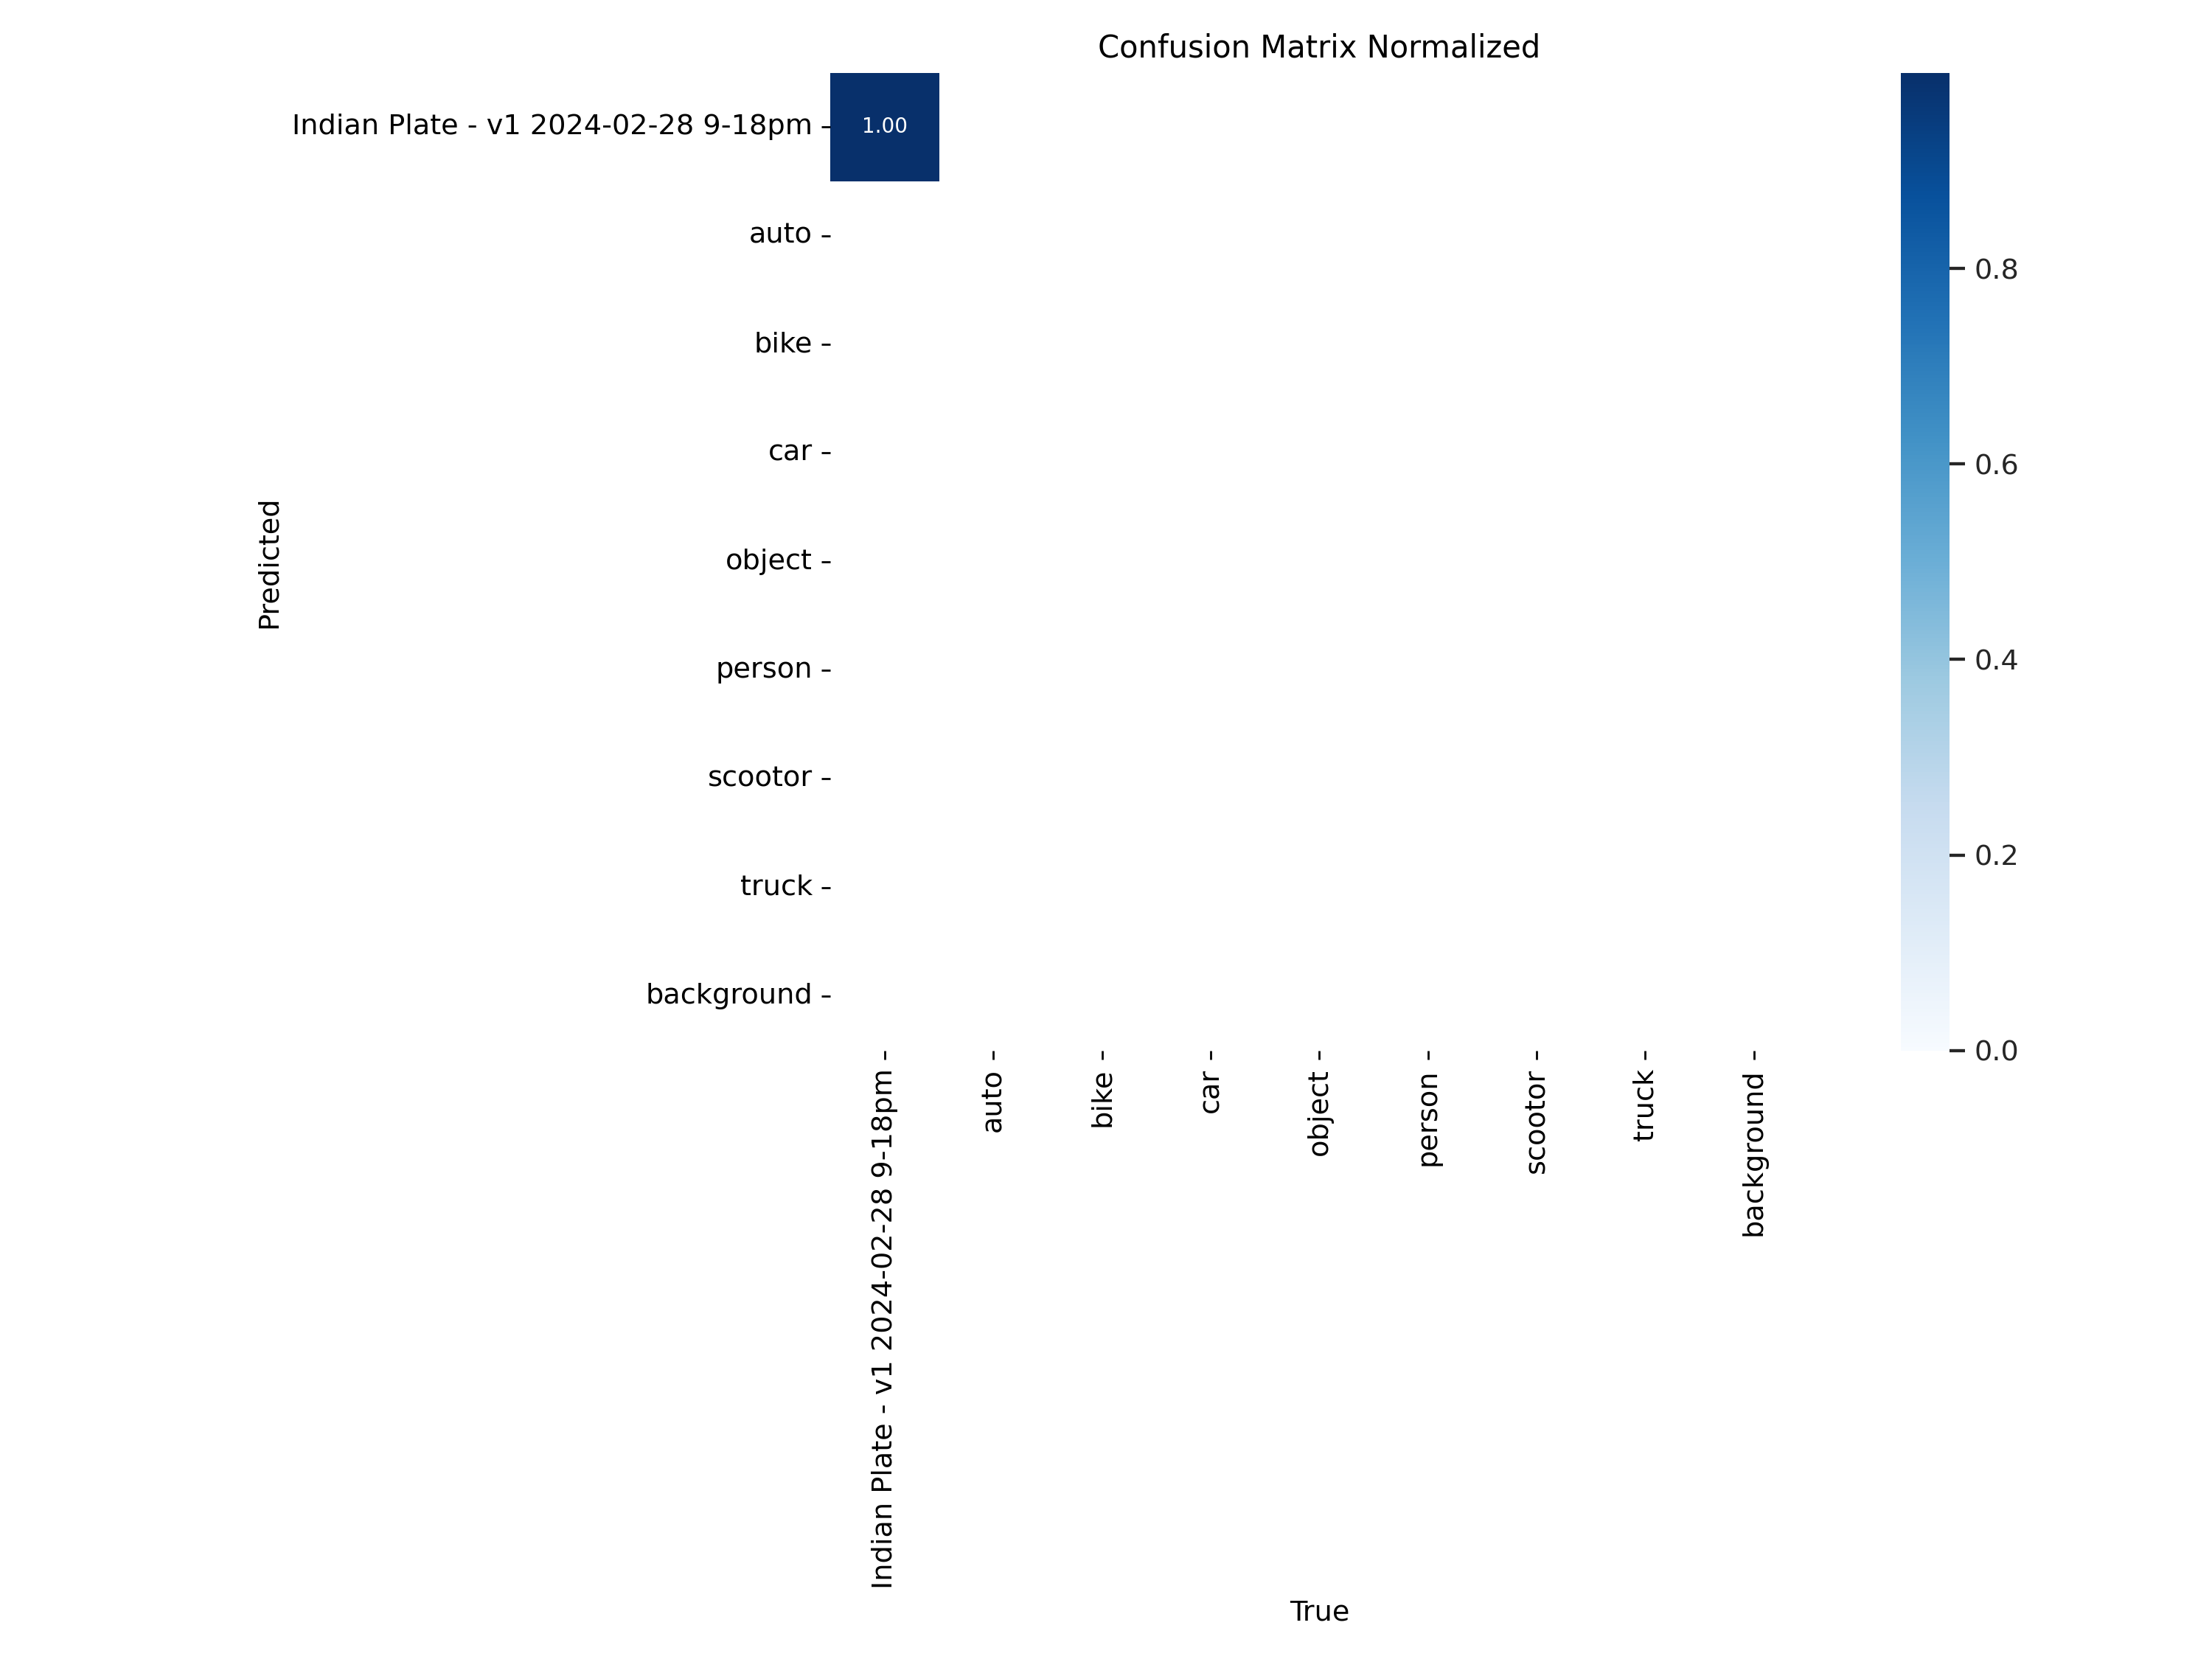 Confusion Matrix Normalized
Indian Plate - v1 2024-02-28 9-18pm
1.00
auto
bike
car
object
person
scootor
truck
background
Predicted
Indian Plate - v1 2024-02-28 9-18pm
auto
bike
car
object
person
scootor
truck
background
True
0.8
0.6
0.4
0.2
0.0